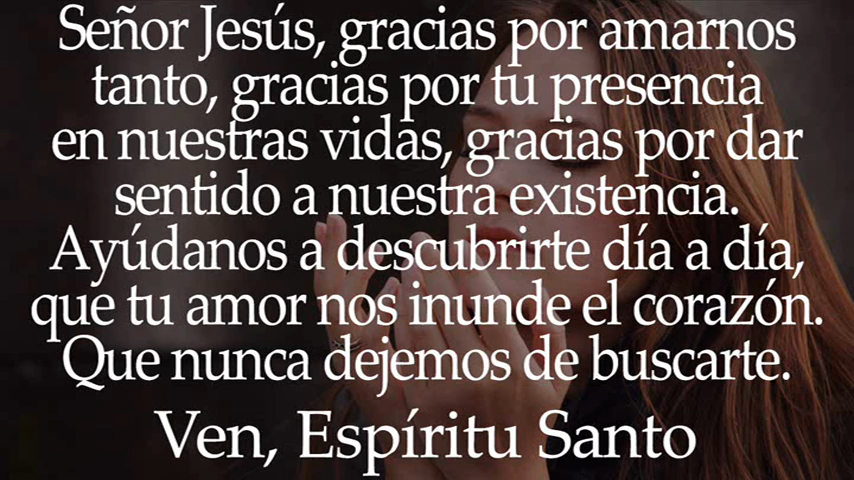 Señor Jesús, gracias por amarnos
tanto, gracias por tu presencia
en nuestras vidas, gracias por dar
sentido a nuestra existencia.
Ayúdanos a descubrirte día a día,
que tu amor nos inunde el corazón.
Que nunca dejemos de buscarte.
Ven, Espíritu Santo